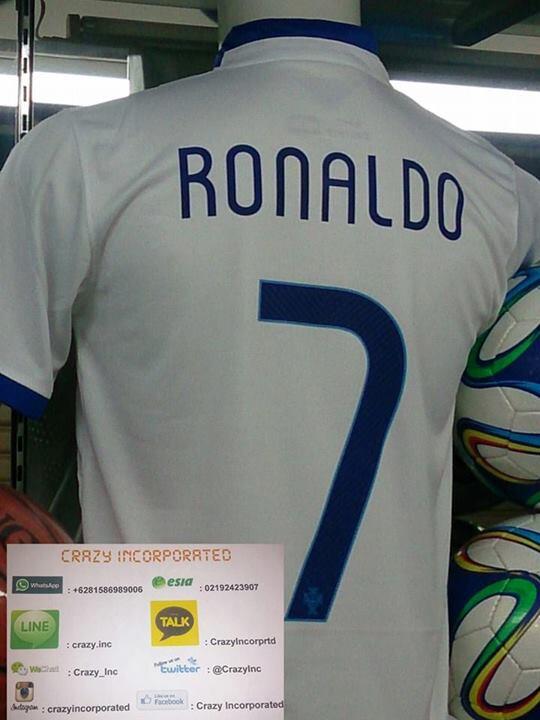 RONALDO
7
CRAZY INCORPORATED
WhatsApp : +6281586989006 esia : 02192423907
LINE : crazy.inc TALK : CrazyIncorprtd
WeChat : Crazy_Inc Follow us on twitter : @CrazyInc
Instagram : crazyincorporated Like us on Facebook : Crazy Incorporated